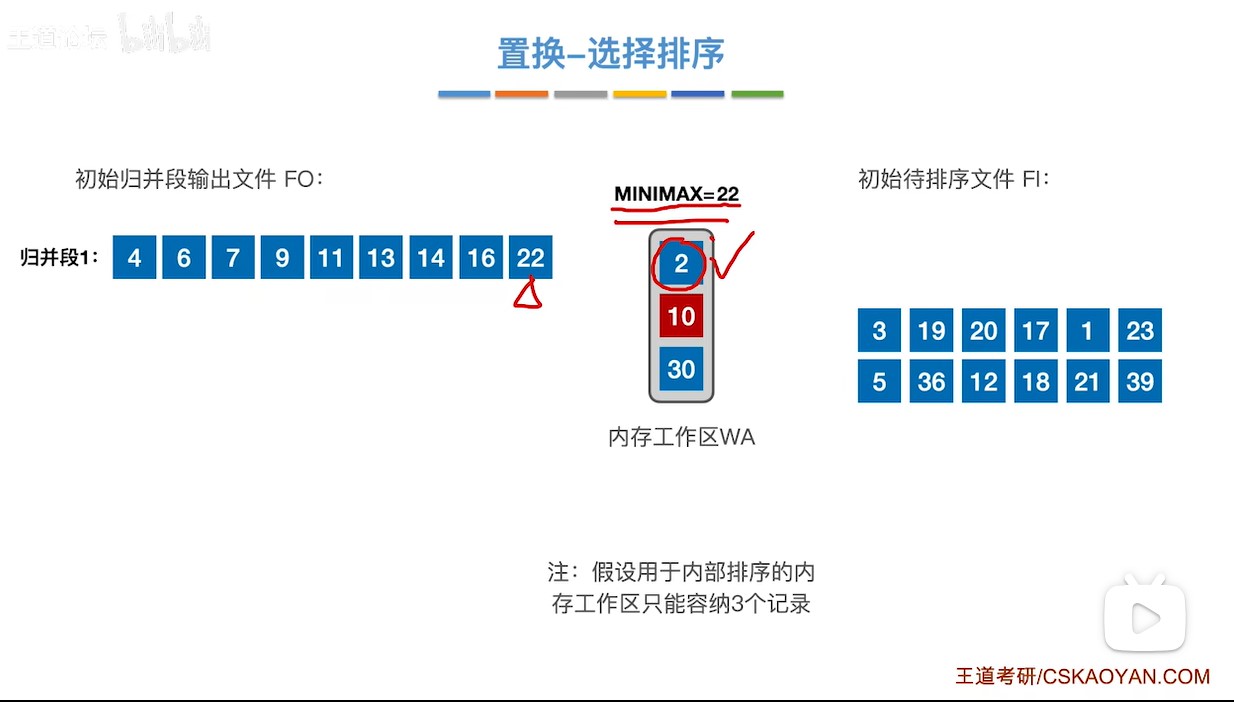 王道论坛 bilibili
置换-选择排序
初始归并段输出文件 FO：
MINIMAX=22
初始待排序文件 FI：
归并段1： 4 6 7 9 11 13 14 16 22
2
10
30
3 19 20 17 1 23
5 36 12 18 21 39
内存工作区WA
注：假设用于内部排序的内
存工作区只能容纳3个记录
王道考研/CSKAOYAN.COM